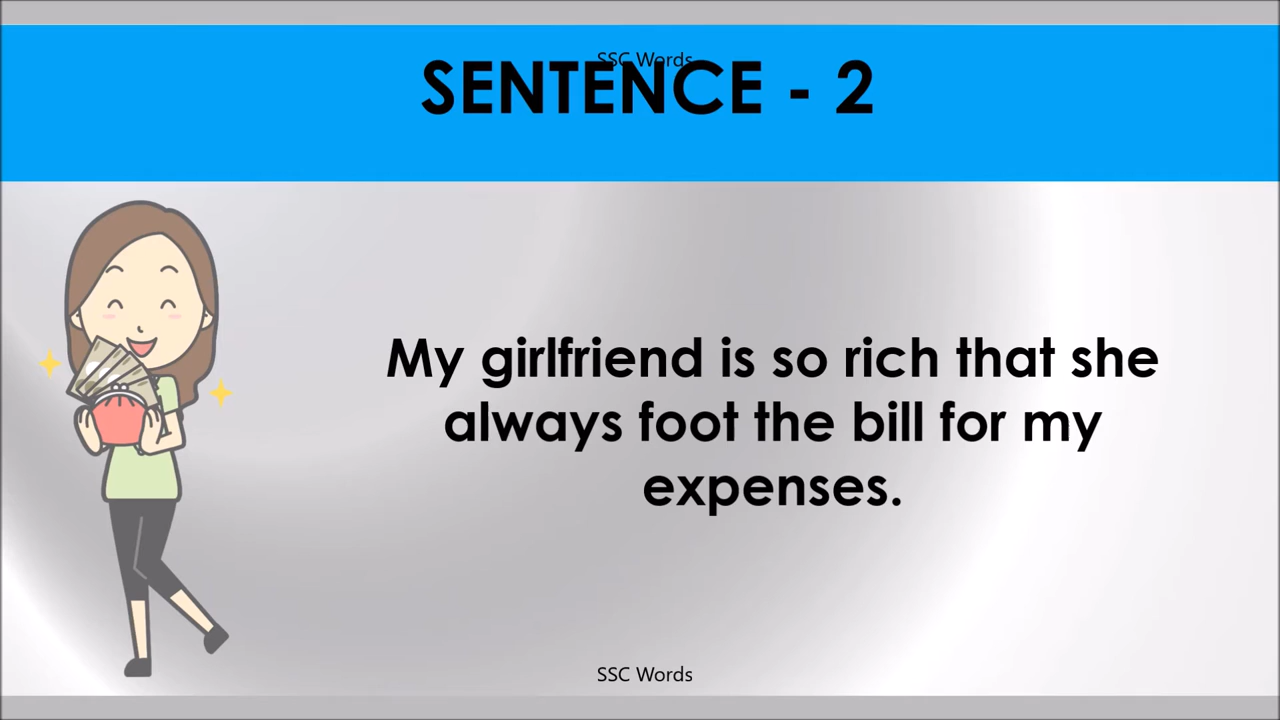 SSC Words
SENTENCE - 2
My girlfriend is so rich that she
always foot the bill for my
expenses.
SSC Words